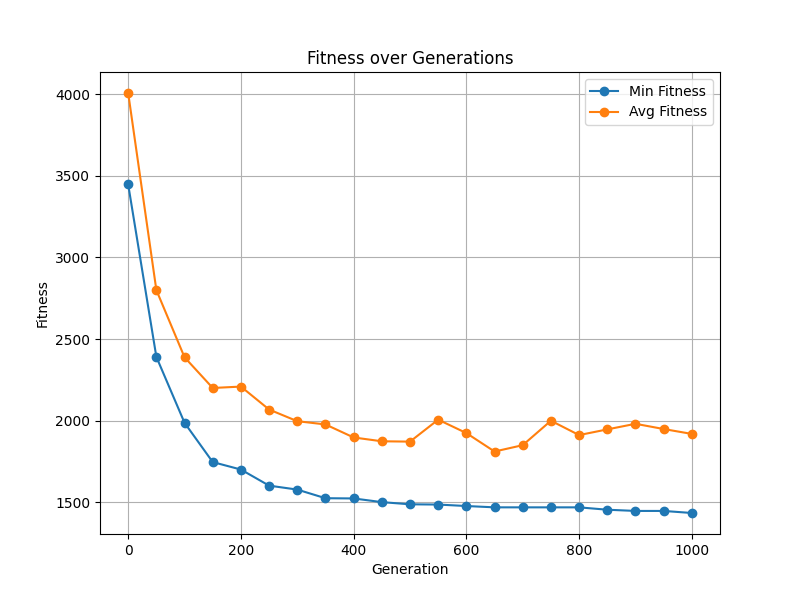 Fitness over Generations
Min Fitness
Avg Fitness
4000
3500
3000
2500
2000
1500
Fitness
0 200 400 600 800 1000
Generation